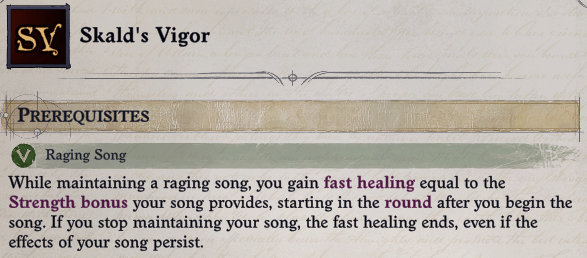 SV
Skald's Vigor
PREREQUISITES
Raging Song
While maintaining a raging song, you gain fast healing equal to the
Strength bonus your song provides, starting in the round after you begin the
song. If you stop maintaining your song, the fast healing ends, even if the
effects of your song persist.